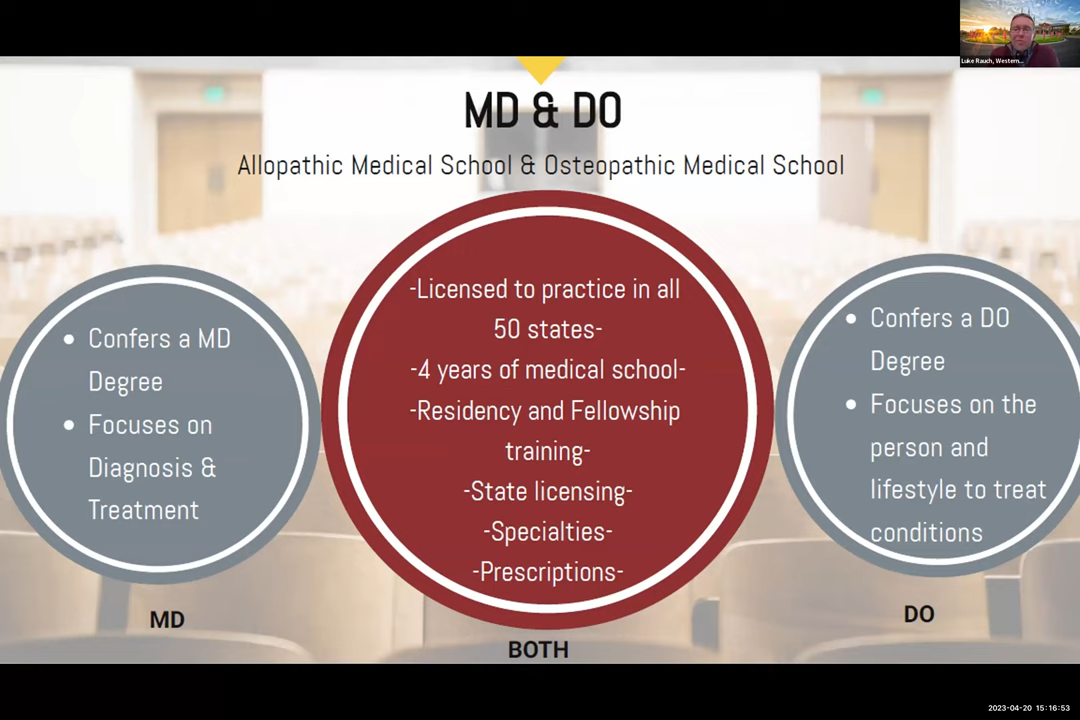 Luke Rauch, Western...
MD & DO
Allopathic Medical School & Osteopathic Medical School
• Confers a MD
Degree
• Focuses on
Diagnosis &
Treatment
MD
-Licensed to practice in all
50 states-
-4 years of medical school-
-Residency and Fellowship
training-
-State licensing-
-Specialties-
-Prescriptions-
BOTH
• Confers a DO
Degree
• Focuses on the
person and
lifestyle to treat
conditions
DO
2023-04-20 15:16:53